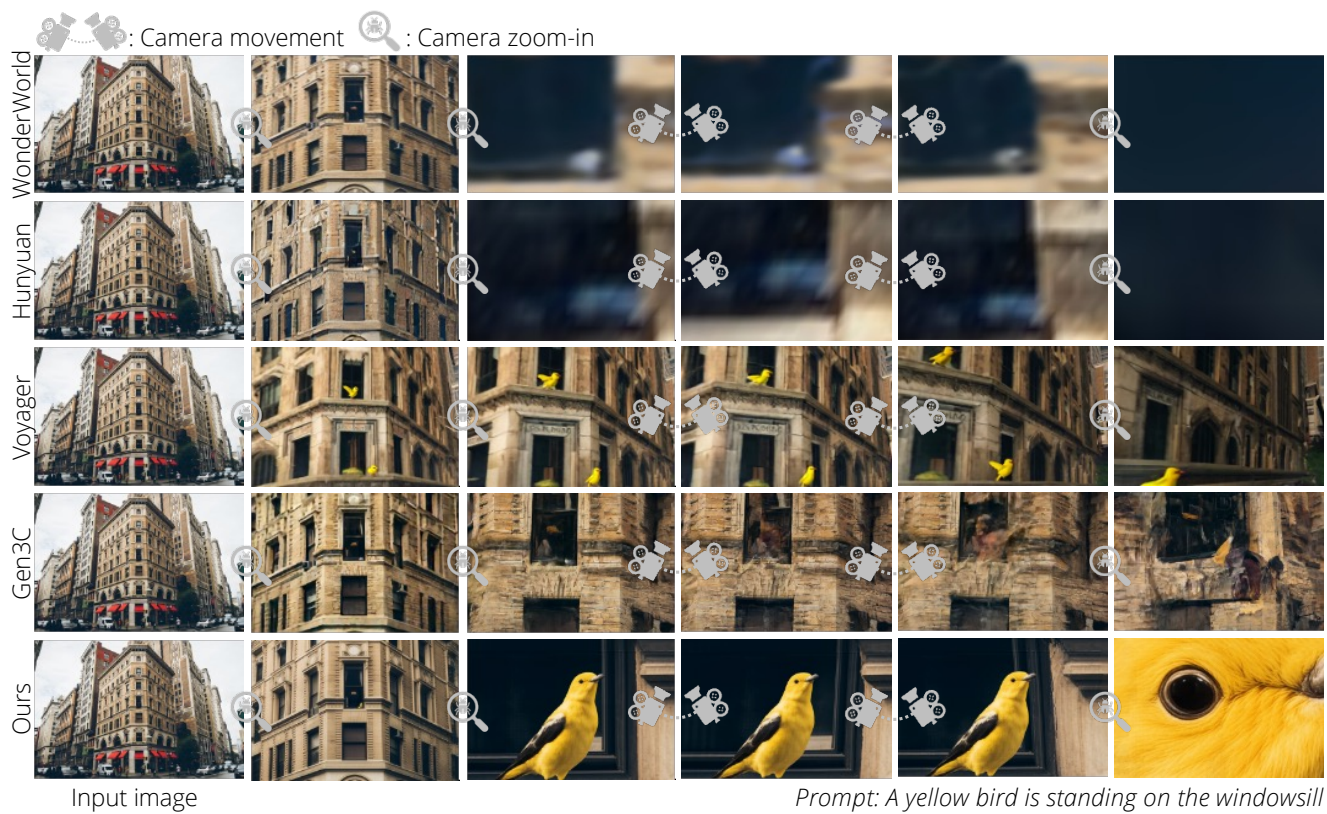 : Camera movement : Camera zoom-in
WonderWorld
Hunyuan
Voyager
Gen3C
Ours
Input image
Prompt: A yellow bird is standing on the windowsill